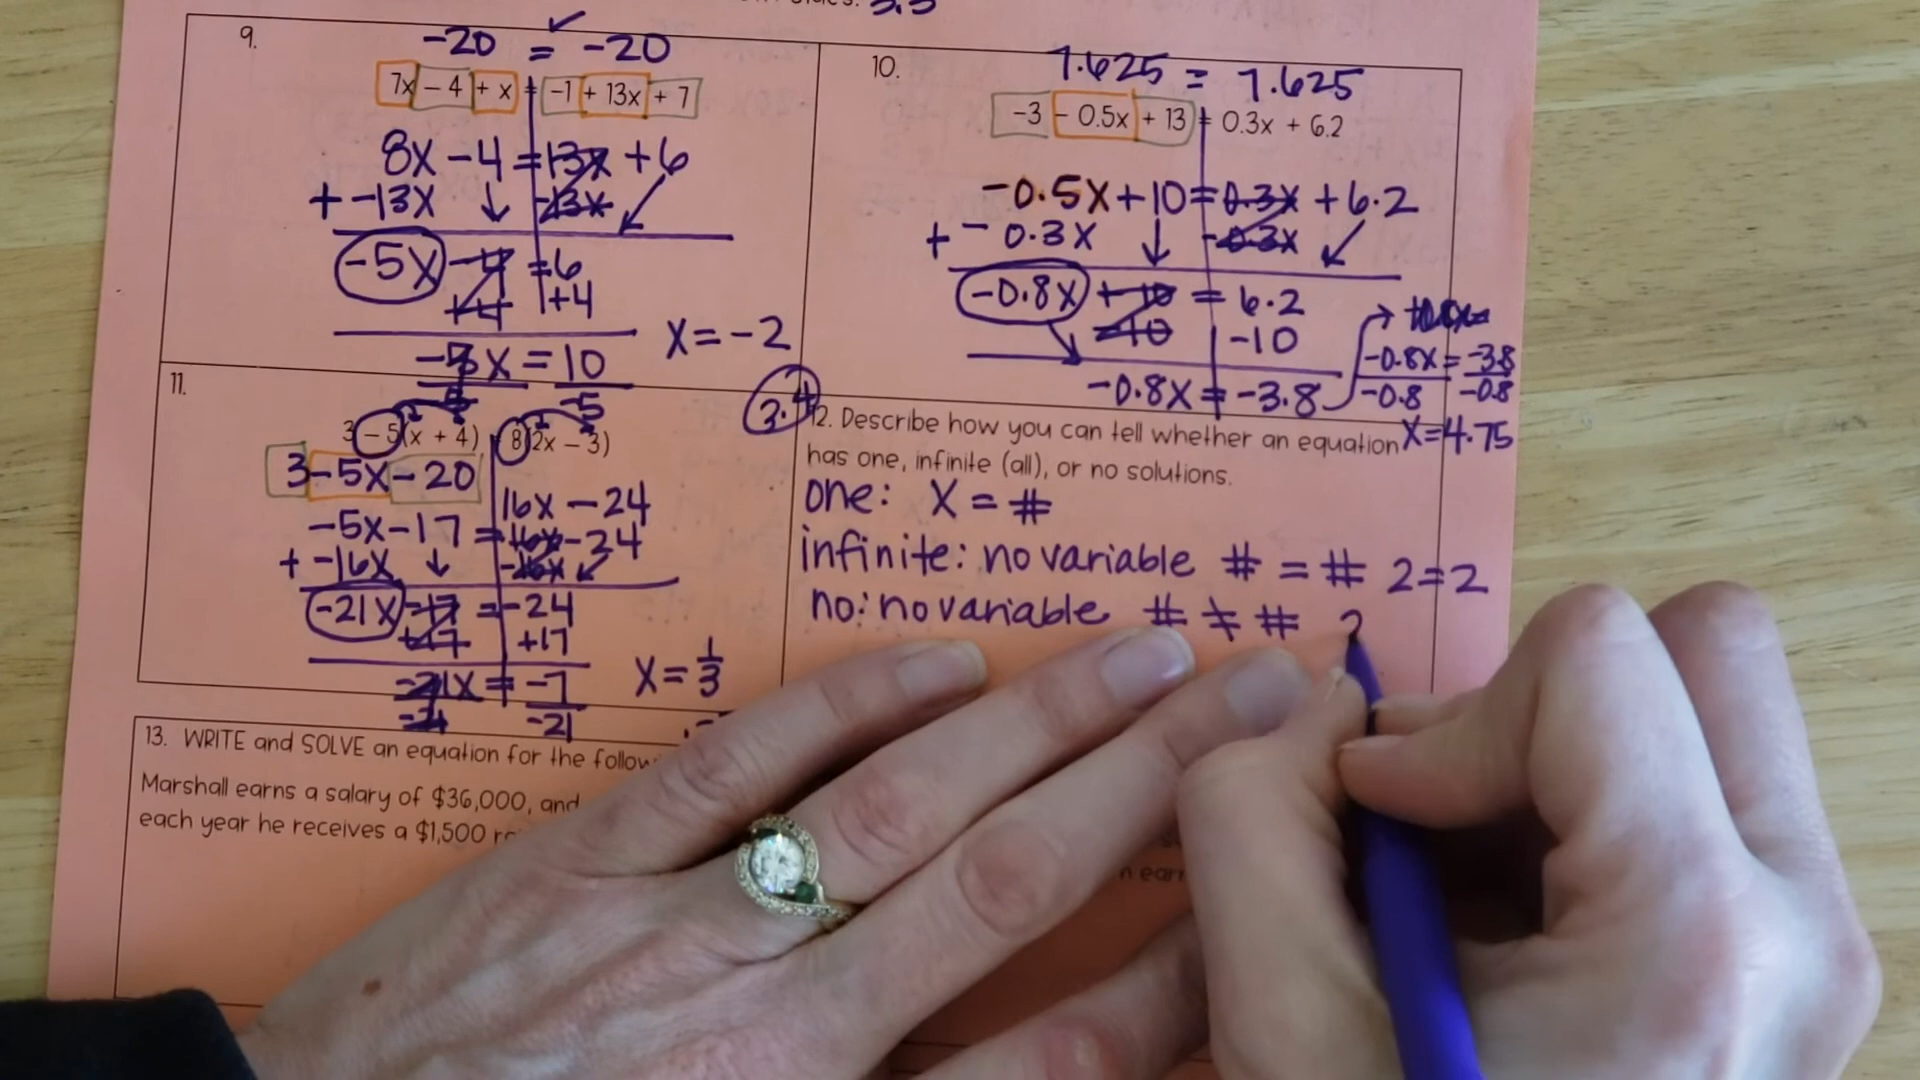 3.3
9.
-20 = -20
7x - 4 + x = -1 + 13x + 7
8x - 4 = 13x + 6
+ -13x ↓ -13x
-5x - 4 = 6
+4 +4
-5x = 10
-5 -5
x = -2
10.
7.625 = 7.625
-3 - 0.5x + 13 = 0.3x + 6.2
-0.5x + 10 = 0.3x + 6.2
+ -0.3x ↓ -0.3x
-0.8x + 10 = 6.2
-10 -10
-0.8x = -3.8
-0.8x = -3.8
-0.8 -0.8
x = 4.75
11.
3 - 5(x + 4) 8(2x - 3)
3 - 5x - 20
16x - 24
-5x - 17 = 16x - 24
+ -16x ↓ -16x
-21x - 17 = -24
+17 +17
-21x = -7
-21 -21
x = 1/3
3.4
12. Describe how you can tell whether an equation
has one, infinite (all), or no solutions.
one: x = #
infinite: no variable # = # 2 = 2
no: no variable # ≠ #
13. WRITE and SOLVE an equation for the
Marshall earns a salary of $36,000, and
each year he receives a $1,500